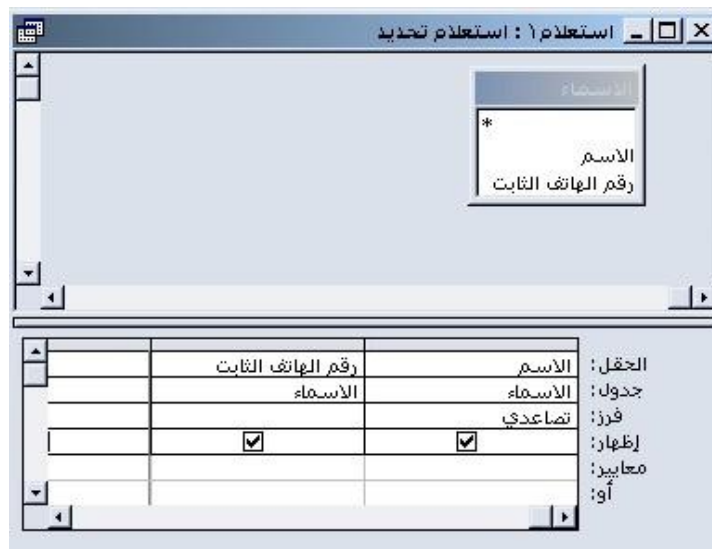 استعلام١ : استعلام تحديد
الاسماء
*
الاسم
رقم الهاتف الثابت
الحقل: الاسم رقم الهاتف الثابت
جدول: الاسماء الاسماء
فرز: تصاعدي
إظهار:
معايير:
أو: